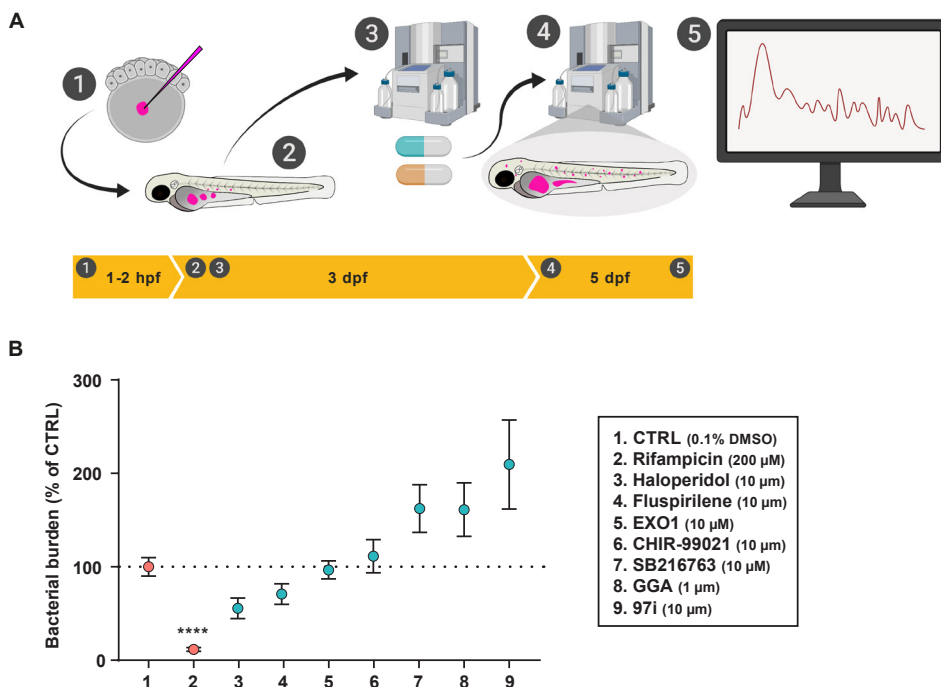 A
1
2
3
4
5
1
1-2 hpf
2
3
3 dpf
4
5 dpf
5
B
Bacterial burden (% of CTRL)
300
200
100
0
****
1
2
3
4
5
6
7
8
9
1. CTRL (0.1% DMSO)
2. Rifampicin (200 µM)
3. Haloperidol (10 µm)
4. Fluspirilene (10 µm)
5. EXO1 (10 µM)
6. CHIR-99021 (10 µm)
7. SB216763 (10 µM)
8. GGA (1 µm)
9. 97i (10 µm)